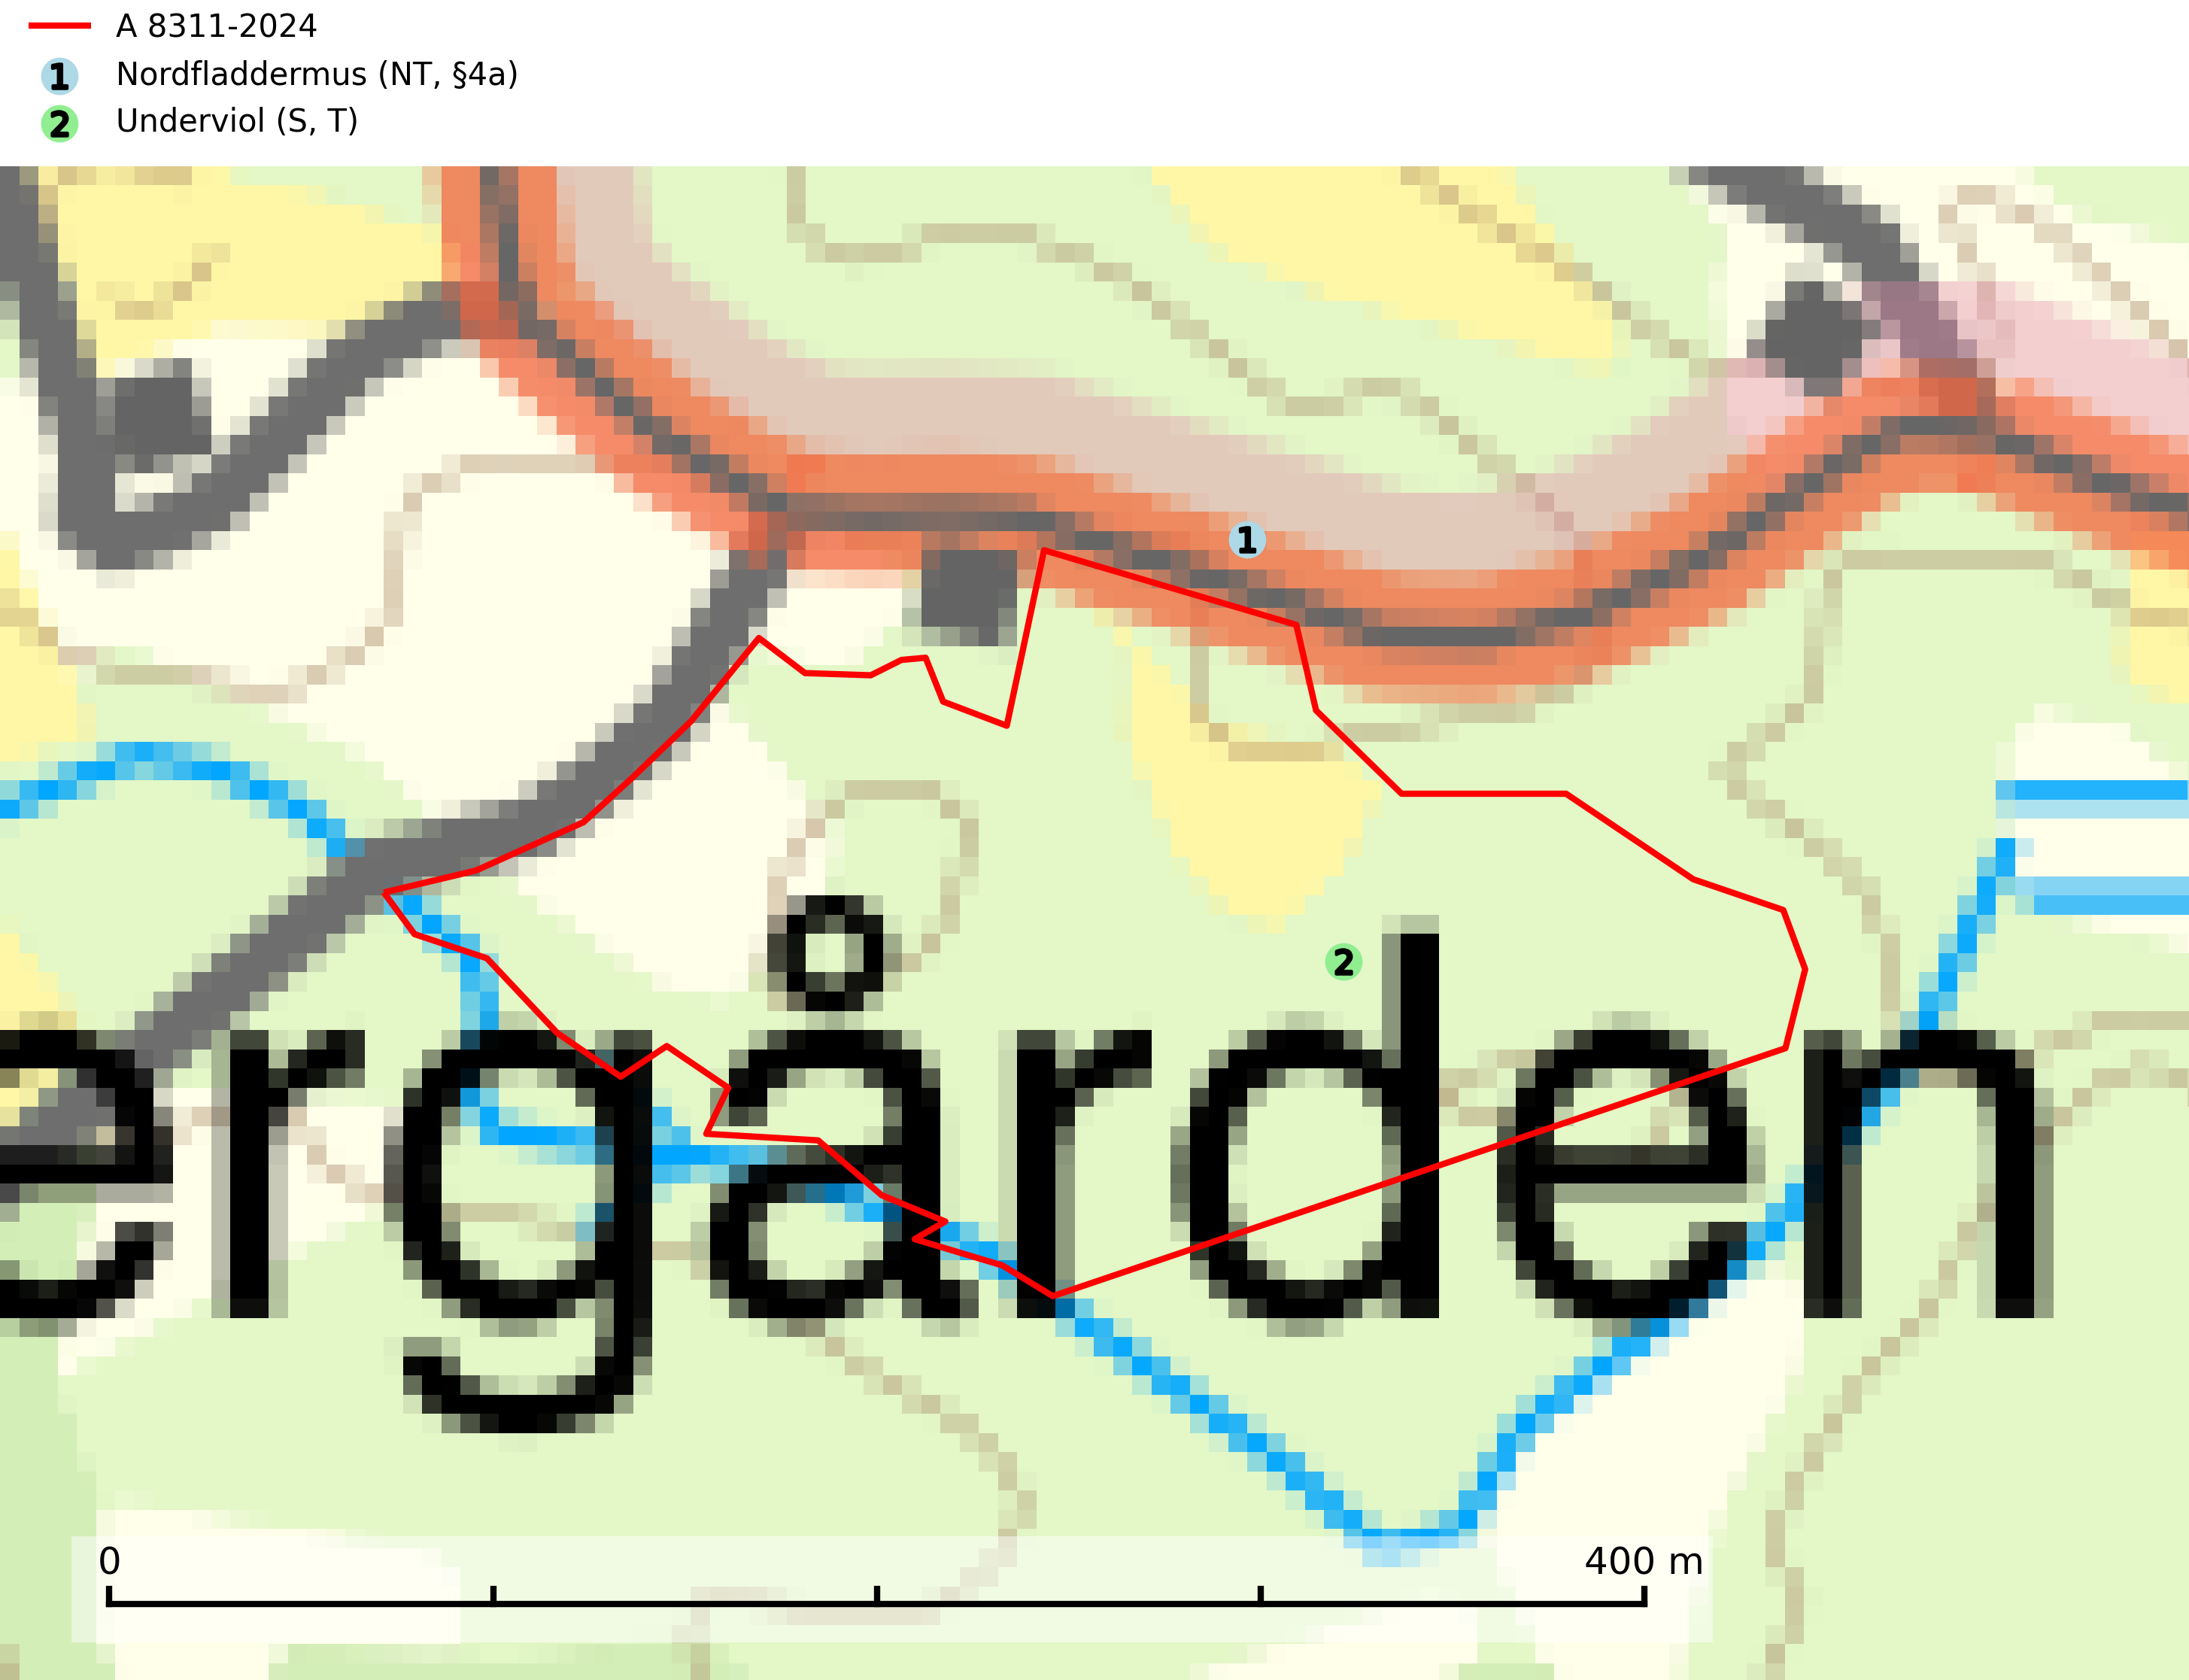 A 8311-2024
1 Nordfladdermus (NT, §4a)
2 Underviol (S, T)
1
2
ergården
0 400 m